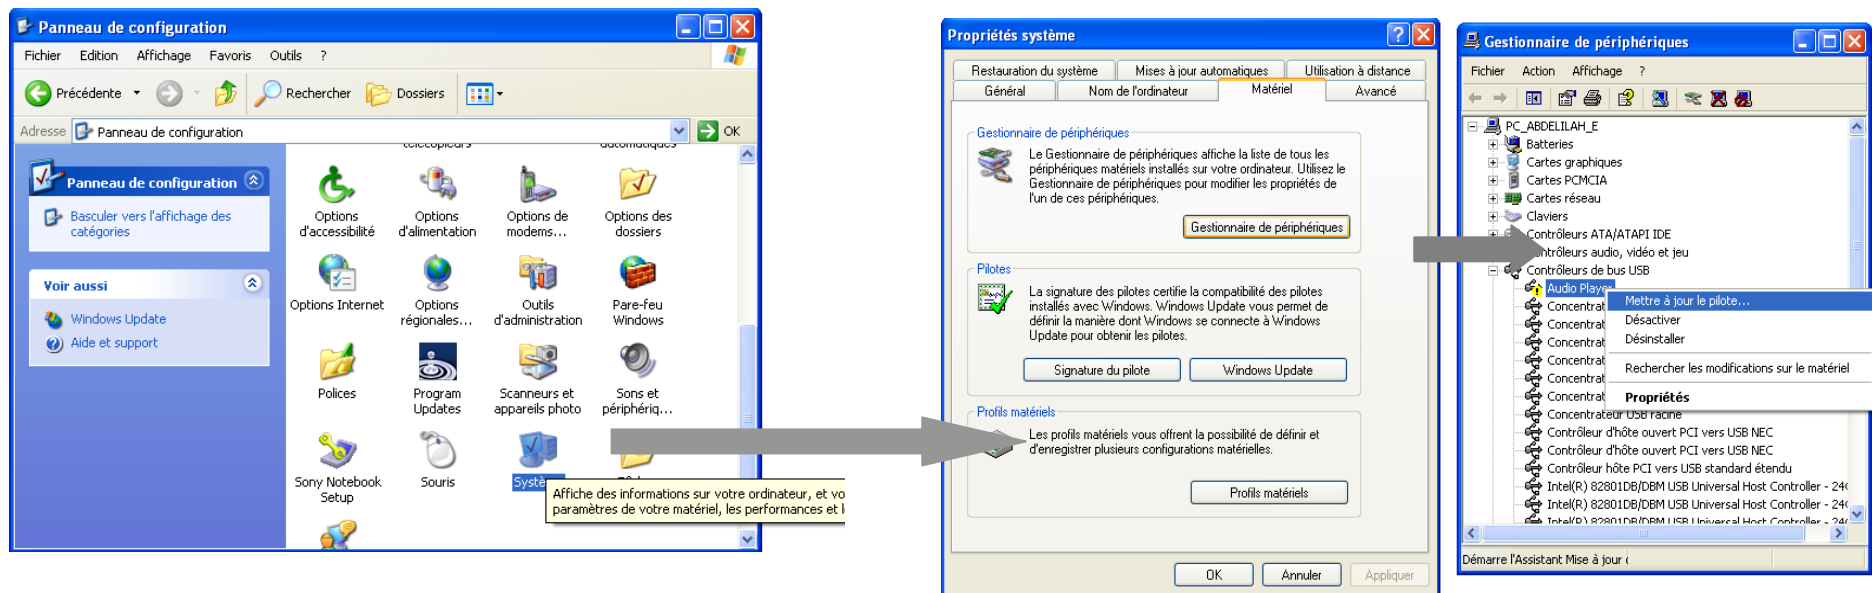 Panneau de configuration
Fichier Edition Affichage Favoris Outils ?
Précédente Rechercher Dossiers
Adresse Panneau de configuration OK
Panneau de configuration
Basculer vers l'affichage des
catégories
Voir aussi
Windows Update
Aide et support
Options
d'accessibilité
Options
d'alimentation
Options de
modems...
Options des
dossiers
Options Internet
Options
régionales...
Outils
d'administration
Pare-feu
Windows
Polices
Program
Updates
Scanneurs et
appareils photo
Sons et
périphériq...
Sony Notebook
Setup
Souris
Affiche des informations sur votre ordinateur, et vo
paramètres de votre matériel, les performances et l
Propriétés système
Restauration du système Mises à jour automatiques Utilisation à distance
Général Nom de l'ordinateur Matériel Avancé
Gestionnaire de périphériques
Le Gestionnaire de périphériques affiche la liste de tous les
périphériques matériels installés sur votre ordinateur. Utilisez le
Gestionnaire de périphériques pour modifier les propriétés de
l'un de ces périphériques.
Gestionnaire de périphériques
Pilotes
La signature des pilotes certifie la compatibilité des pilotes
installés avec Windows. Windows Update vous permet de
définir la manière dont Windows se connecte à Windows
Update pour obtenir les pilotes.
Signature du pilote Windows Update
Profils matériels
Les profils matériels vous offrent la possibilité de définir et
d'enregistrer plusieurs configurations matérielles.
Profils matériels
OK Annuler Appliquer
Gestionnaire de périphériques
Fichier Action Affichage ?
PC_ABDELILAH_E
Batteries
Cartes graphiques
Cartes PCMCIA
Cartes réseau
Claviers
Contrôleurs ATA/ATAPI IDE
Contrôleurs audio, vidéo et jeu
Contrôleurs de bus USB
Audio Player
Concentrat
Concentrat
Concentrat
Concentrat
Concentrat
Concentrat
Concentrateur USB racine
Contrôleur d'hôte ouvert PCI vers USB NEC
Contrôleur d'hôte ouvert PCI vers USB NEC
Contrôleur hôte PCI vers USB standard étendu
Intel(R) 82801DB/DBM USB Universal Host Controller - 24
Intel(R) 82801DB/DBM USB Universal Host Controller - 24
Mettre à jour le pilote...
Désactiver
Désinstaller
Rechercher les modifications sur le matériel
Propriétés
Démarre l'Assistant Mise à jour